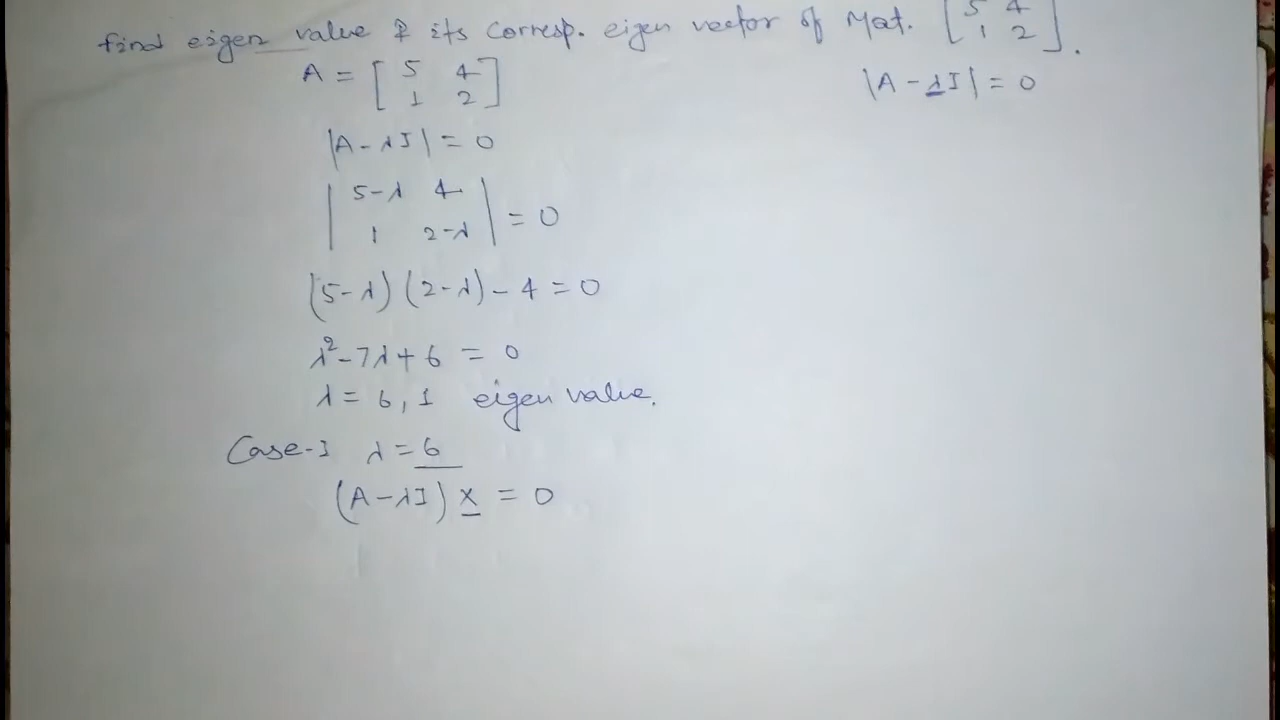 find eigen value & its corresp. eigen vector of Mat. [5 4
1 2].
A = [5 4
1 2]
|A - λI| = 0
|A - λI| = 0
|5-λ 4
1 2-λ| = 0
(5-λ) (2-λ) - 4 = 0
λ² - 7λ + 6 = 0
λ = 6, 1 eigen value.
Case-I λ = 6
(A - λI) x = 0